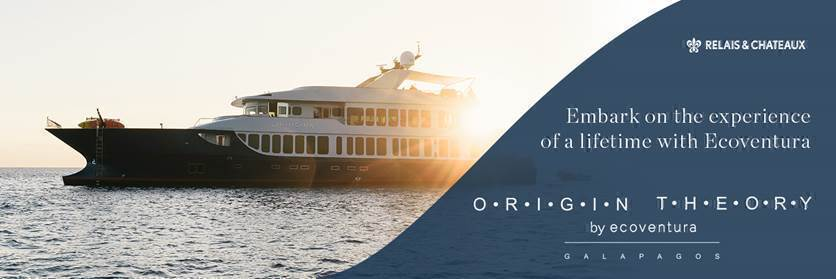 RELAIS & CHATEAUX
Embark on the experience
of a lifetime with Ecoventura
O•R•I•G•I•N T•H•E•O•R•Y
by ecoventura
GALAPAGOS